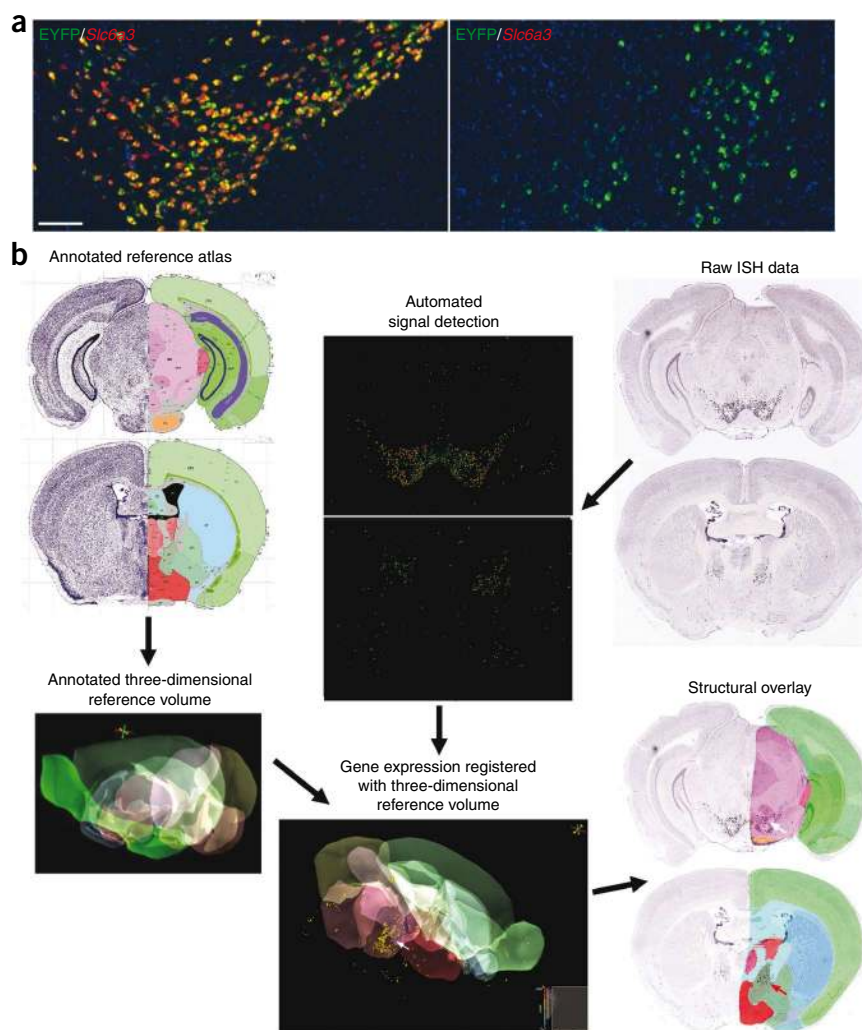 a
EYFP/Slc6a3
EYFP/Slc6a3
b
Annotated reference atlas
Automated
signal detection
Raw ISH data
Annotated three-dimensional
reference volume
Gene expression registered
with three-dimensional
reference volume
Structural overlay